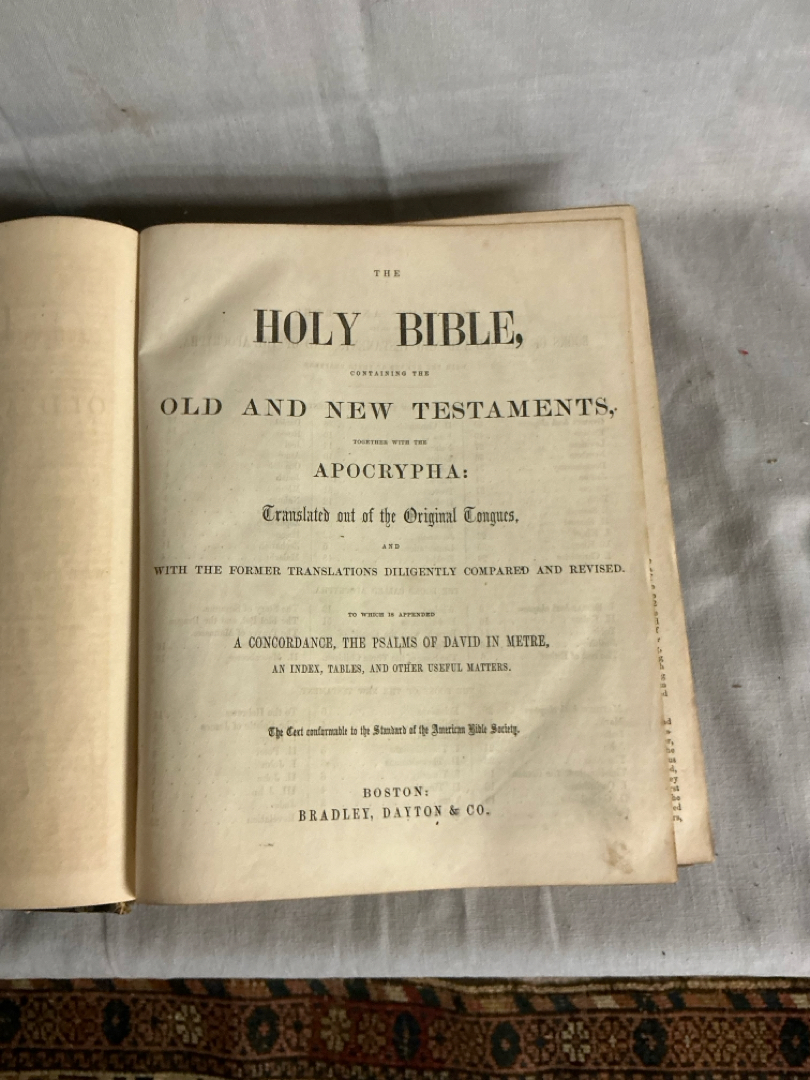 THE
HOLY BIBLE,
CONTAINING THE
OLD AND NEW TESTAMENTS,
TOGETHER WITH THE
APOCRYPHA:
Translated out of the Original Tongues,
AND
WITH THE FORMER TRANSLATIONS DILIGENTLY COMPARED AND REVISED.
TO WHICH IS APPENDED
A CONCORDANCE, THE PSALMS OF DAVID IN METRE,
AN INDEX, TABLES, AND OTHER USEFUL MATTERS.
The Text conformable to the Standard of the American Bible Society.
BOSTON:
BRADLEY, DAYTON & CO.